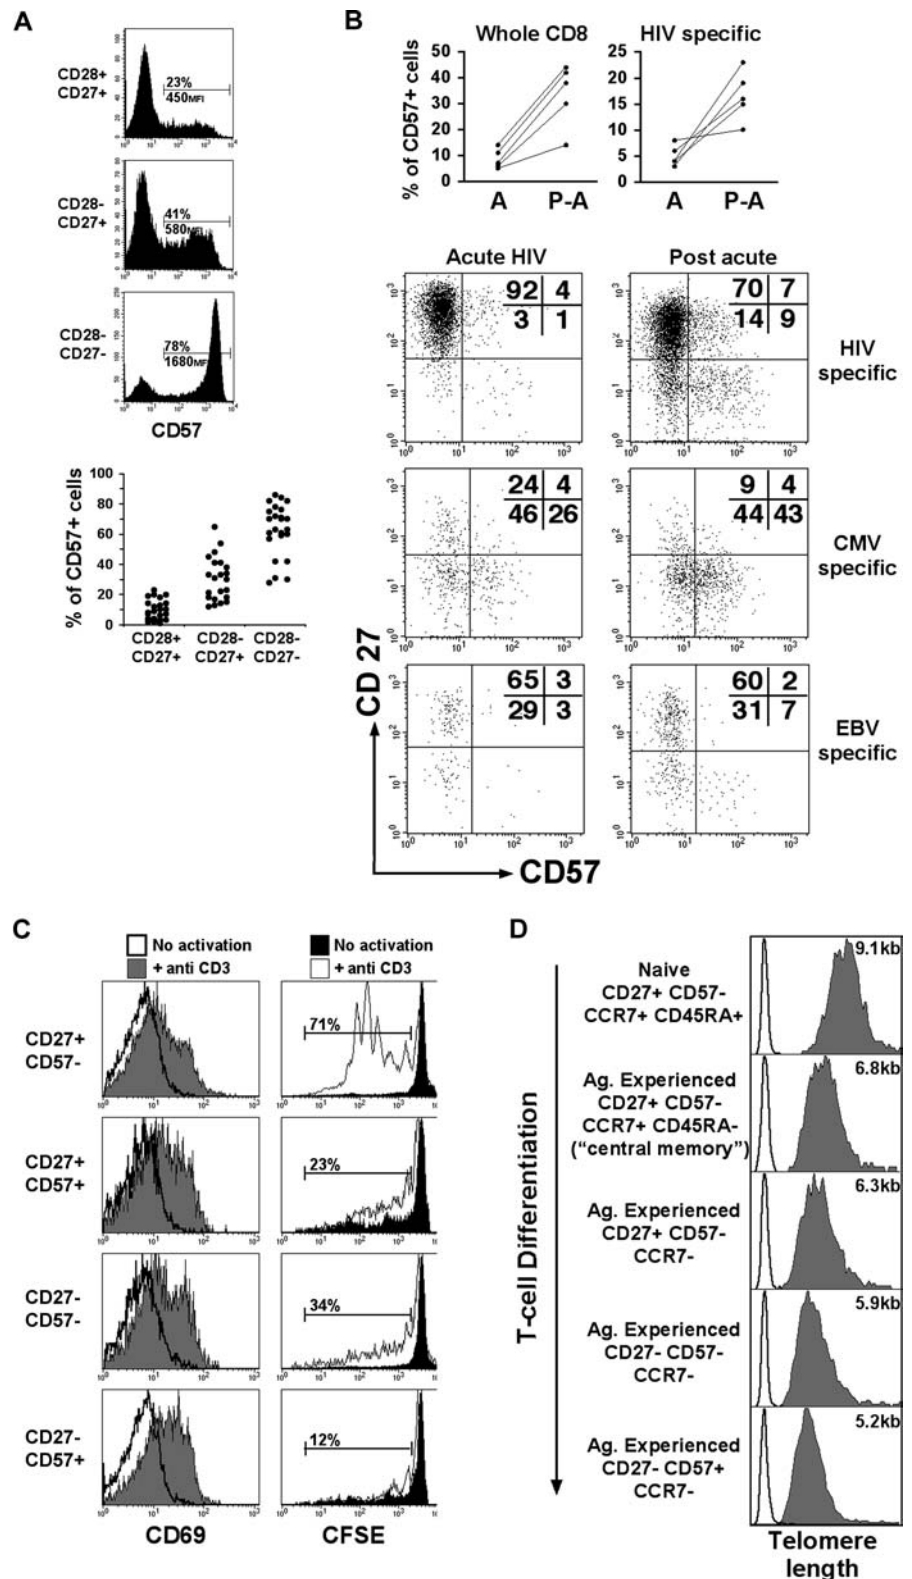 A
CD28+
CD27+
23%
450MFI
CD28-
CD27+
41%
580MFI
CD28-
CD27-
78%
1680MFI
CD57
% of CD57+ cells
100
80
60
40
20
0
CD28+
CD27+
CD28-
CD27+
CD28-
CD27-
B
Whole CD8
HIV specific
% of CD57+ cells
50
40
30
20
10
0
A
P-A
25
20
15
10
5
0
A
P-A
Acute HIV
Post acute
92 4
3 1
70 7
14 9
HIV
specific
24 4
46 26
9 4
44 43
CMV
specific
65 3
29 3
60 2
31 7
EBV
specific
CD 27
CD57
C
No activation
+ anti CD3
No activation
+ anti CD3
CD27+
CD57-
71%
CD27+
CD57+
23%
CD27-
CD57-
34%
CD27-
CD57+
12%
CD69
CFSE
D
T-cell Differentiation
Naive
CD27+ CD57-
CCR7+ CD45RA+
9.1kb
Ag. Experienced
CD27+ CD57-
CCR7+ CD45RA-
("central memory")
6.8kb
Ag. Experienced
CD27+ CD57-
CCR7-
6.3kb
Ag. Experienced
CD27- CD57-
CCR7-
5.9kb
Ag. Experienced
CD27- CD57+
CCR7-
5.2kb
Telomere
length